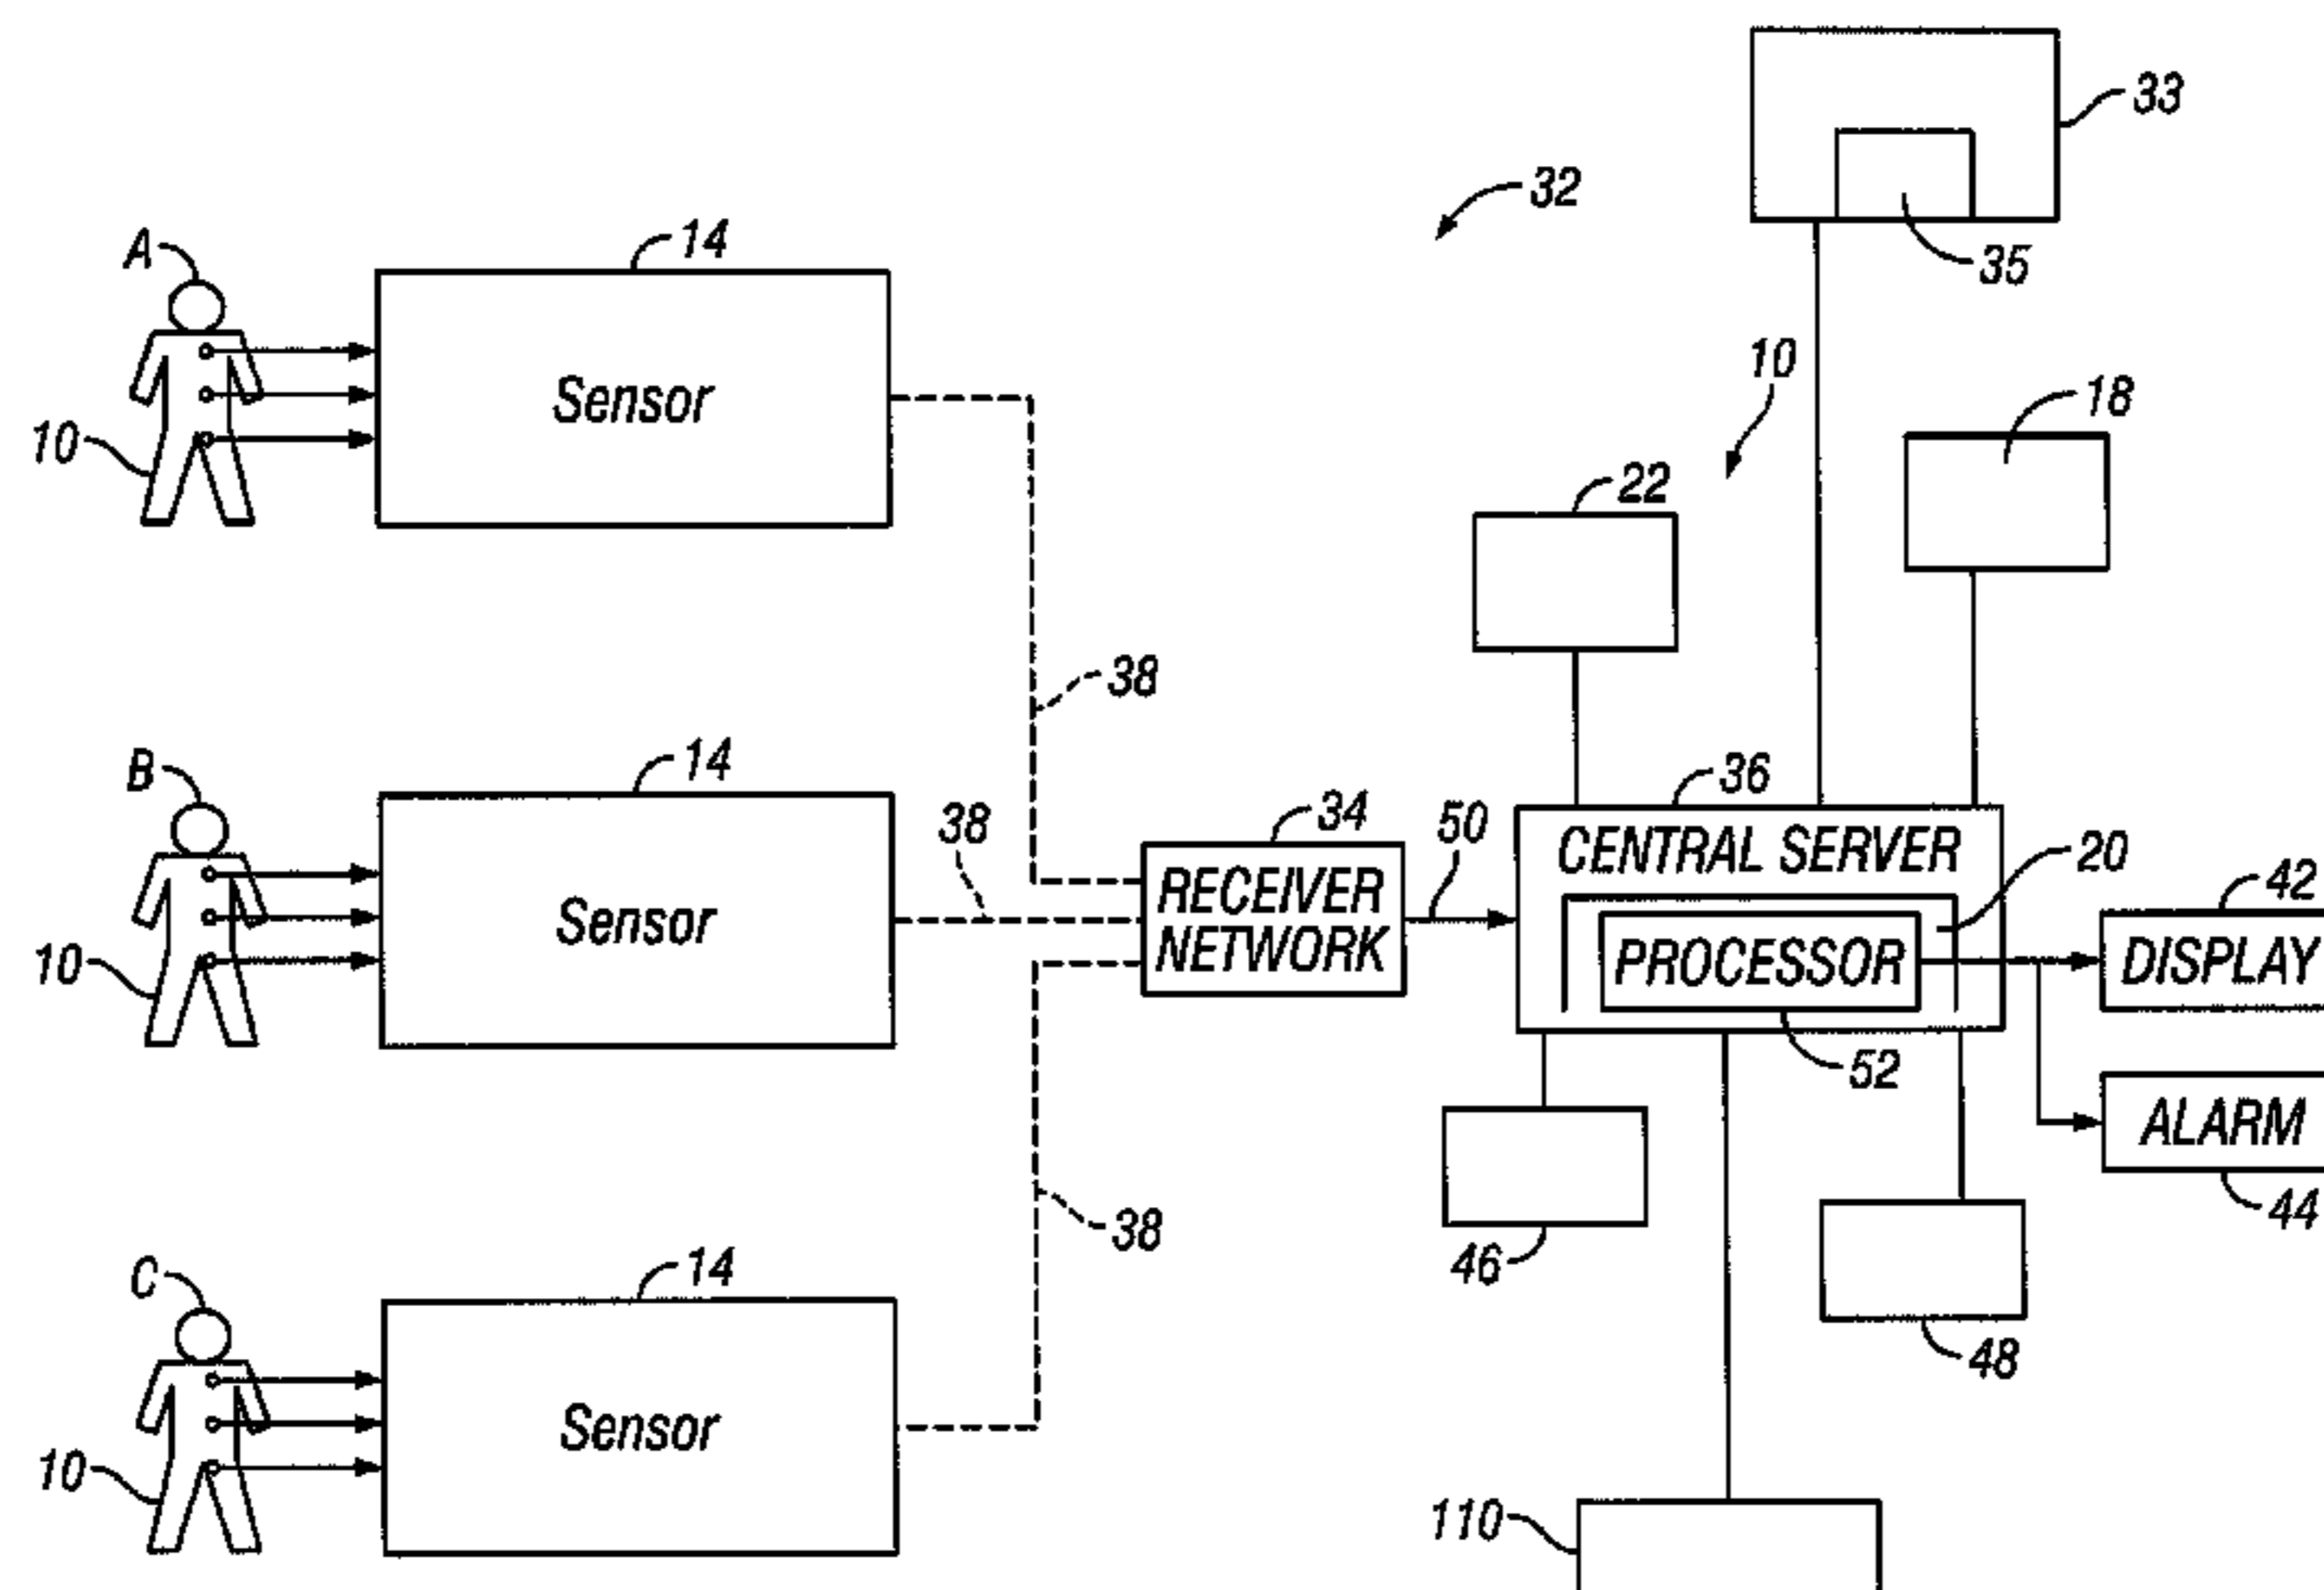 33
32
A
14
35
10
18
Sensor
10
22
38
B
14
36
38
34
50
CENTRAL SERVER
20
42
RECEIVER
NETWORK
Sensor
PROCESSOR
DISPLAY
10
52
ALARM
44
38
46
C
14
48
Sensor
10
110